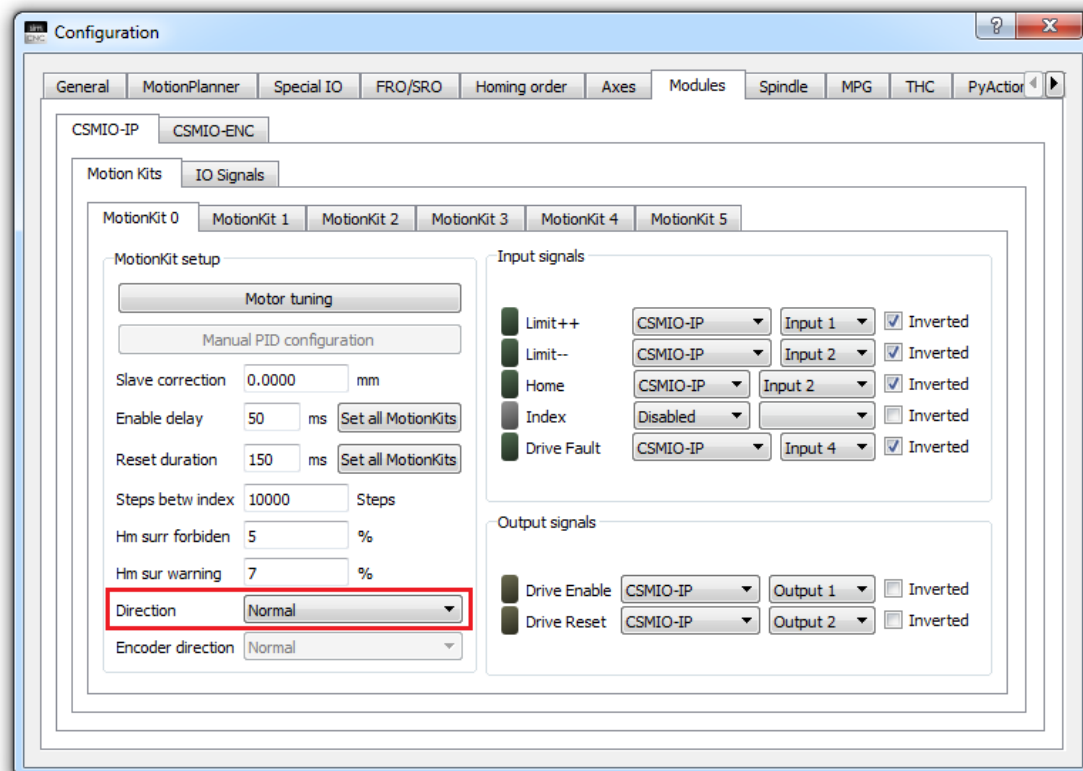 Configuration
General MotionPlanner Special IO FRO/SRO Homing order Axes Modules Spindle MPG THC PyAction
CSMIO-IP CSMIO-ENC
Motion Kits IO Signals
MotionKit 0 MotionKit 1 MotionKit 2 MotionKit 3 MotionKit 4 MotionKit 5
MotionKit setup
Motor tuning
Manual PID configuration
Slave correction 0.0000 mm
Enable delay 50 ms Set all MotionKits
Reset duration 150 ms Set all MotionKits
Steps betw index 10000 Steps
Hm surr forbiden 5 %
Hm sur warning 7 %
Direction Normal
Encoder direction Normal
Input signals
Limit++ CSMIO-IP Input 1 Inverted
Limit-- CSMIO-IP Input 2 Inverted
Home CSMIO-IP Input 2 Inverted
Index Disabled Inverted
Drive Fault CSMIO-IP Input 4 Inverted
Output signals
Drive Enable CSMIO-IP Output 1 Inverted
Drive Reset CSMIO-IP Output 2 Inverted